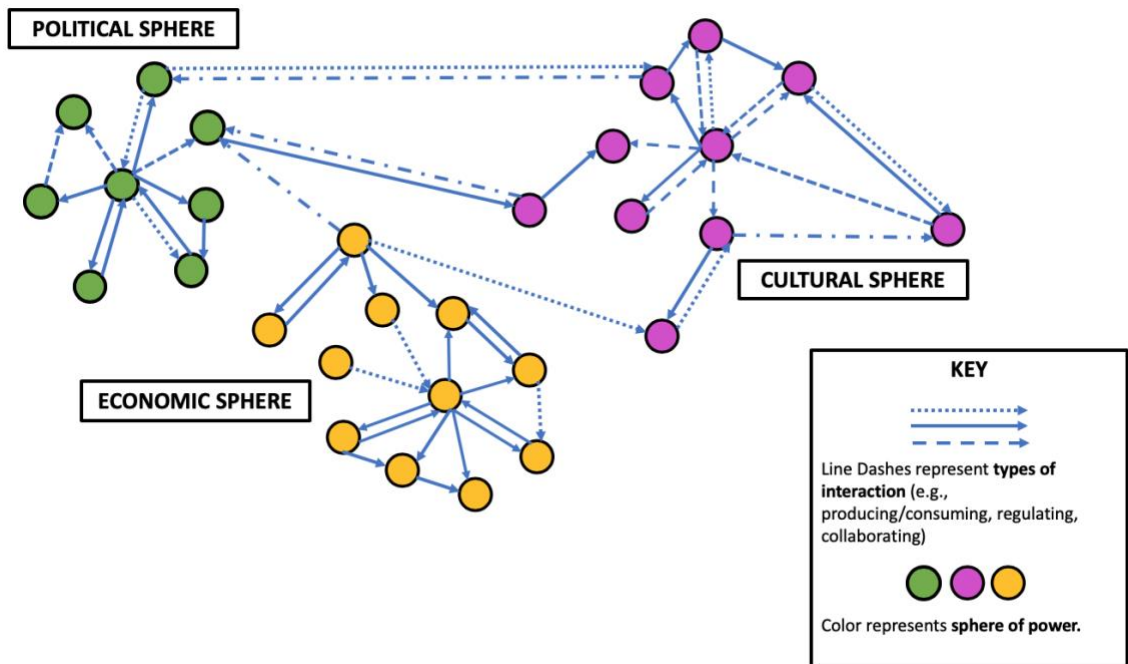 POLITICAL SPHERE
CULTURAL SPHERE
ECONOMIC SPHERE
KEY
Line Dashes represent types of
interaction (e.g.,
producing/consuming, regulating,
collaborating)
Color represents sphere of power.